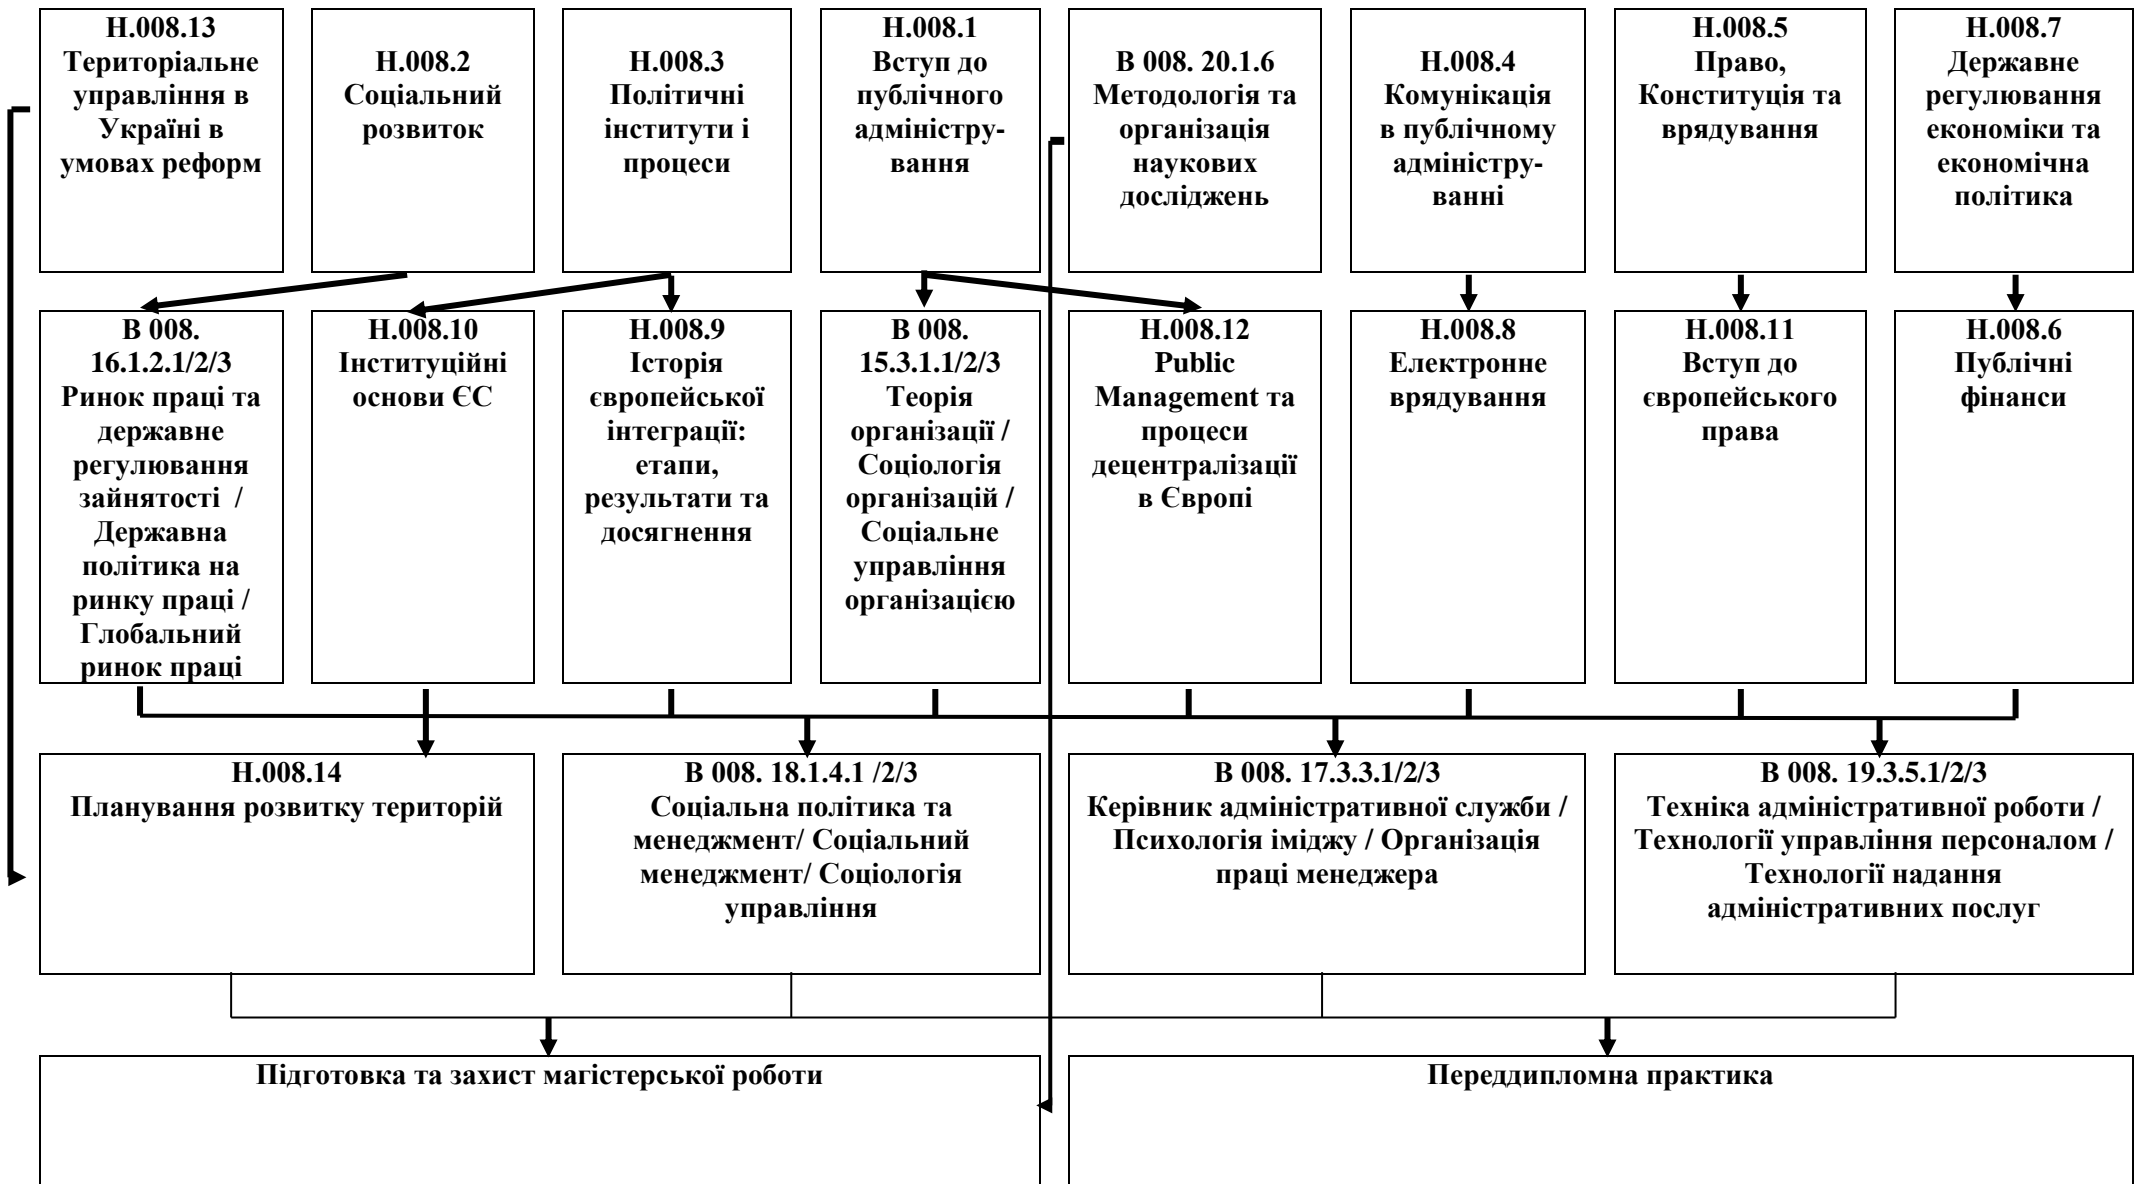 Н.008.13
Територіальне
управління в
Україні в
умовах реформ
Н.008.2
Соціальний
розвиток
Н.008.3
Політичні
інститути і
процеси
Н.008.1
Вступ до
публічного
адміністру-
вання
В 008. 20.1.6
Методологія та
організація
наукових
досліджень
Н.008.4
Комунікація
в публічному
адміністру-
ванні
Н.008.5
Право,
Конституція та
врядування
Н.008.7
Державне
регулювання
економіки та
економічна
політика
В 008.
16.1.2.1/2/3
Ринок праці та
державне
регулювання
зайнятості /
Державна
політика на
ринку праці /
Глобальний
ринок праці
Н.008.10
Інституційні
основи ЄС
Н.008.9
Історія
європейської
інтеграції:
етапи,
результати та
досягнення
В 008.
15.3.1.1/2/3
Теорія
організації /
Соціологія
організацій /
Соціальне
управління
організацією
Н.008.12
Public
Management та
процеси
децентралізації
в Європі
Н.008.8
Електронне
врядування
Н.008.11
Вступ до
європейського
права
Н.008.6
Публічні
фінанси
Н.008.14
Планування розвитку територій
В 008. 18.1.4.1 /2/3
Соціальна політика та
менеджмент/ Соціальний
менеджмент/ Соціологія
управління
В 008. 17.3.3.1/2/3
Керівник адміністративної служби /
Психологія іміджу / Організація
праці менеджера
В 008. 19.3.5.1/2/3
Техніка адміністративної роботи /
Технології управління персоналом /
Технології надання
адміністративних послуг
Підготовка та захист магістерської роботи
Переддипломна практика